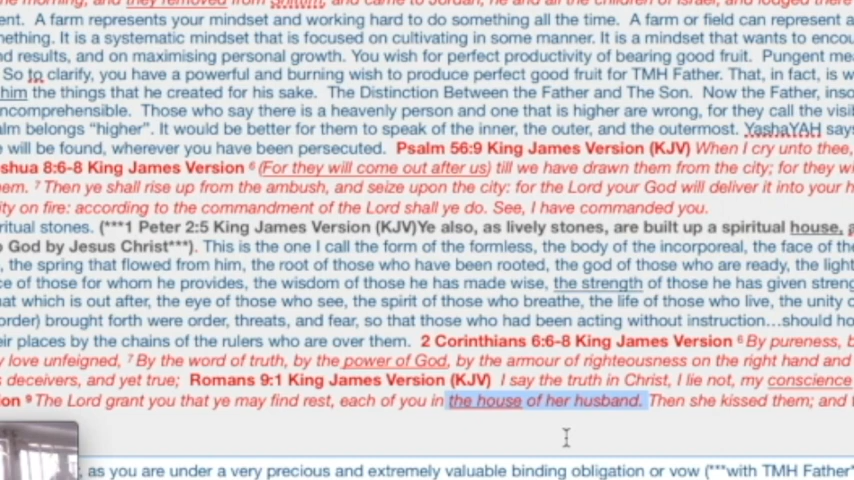 morning, and they removed from Shittim, and came to Jordan, he and all the children of Israel, and lodged there
ent.  A farm represents your mindset and working hard to do something all the time.  A farm or field can represent a
mething. It is a systematic mindset that is focused on cultivating in some manner. It is a mindset that wants to encou
nd results, and on maximising personal growth. You wish for perfect productivity of bearing good fruit.  Pungent me
So to clarify, you have a powerful and burning wish to produce perfect good fruit for TMH Father. That, in fact, is w
him the things that he created for his sake.  The Distinction Between the Father and The Son.  Now the Father, inso
incomprehensible.  Those who say there is a heavenly person and one that is higher are wrong, for they call the visit
alm belongs “higher”. It would be better for them to speak of the inner, the outer, and the outermost. YashaYAH says
e will be found, wherever you have been persecuted.  Psalm 56:9 King James Version (KJV) When I cry unto thee,
shua 8:6-8 King James Version 6 (For they will come out after us) till we have drawn them from the city; for they wi
em. 7 Then ye shall rise up from the ambush, and seize upon the city: for the Lord your God will deliver it into your h
ity on fire: according to the commandment of the Lord shall ye do. See, I have commanded you.
ritual stones. (***1 Peter 2:5 King James Version (KJV)Ye also, as lively stones, are built up a spiritual house, a
o God by Jesus Christ***). This is the one I call the form of the formless, the body of the incorporeal, the face of the
, the spring that flowed from him, the root of those who have been rooted, the god of those who are ready, the light
ce of those for whom he provides, the wisdom of those he has made wise, the strength of those he has given streng
hat which is out after, the eye of those who see, the spirit of those who breathe, the life of those who live, the unity o
order) brought forth were order, threats, and fear, so that those who had been acting without instruction…should ho
eir places by the chains of the rulers who are over them.  2 Corinthians 6:6-8 King James Version 6 By pureness, b
y love unfeigned, 7 By the word of truth, by the power of God, by the armour of righteousness on the right hand and
s deceivers, and yet true;  Romans 9:1 King James Version (KJV)  I say the truth in Christ, I lie not, my conscience
ion 9 The Lord grant you that ye may find rest, each of you in the house of her husband. Then she kissed them; and
, as you are under a very precious and extremely valuable binding obligation or vow (***with TMH Father*